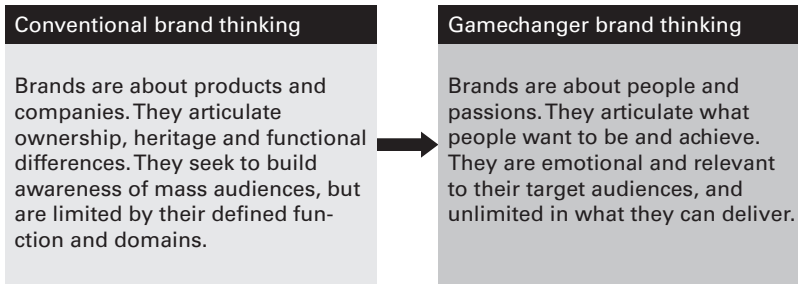 Conventional brand thinking
Brands are about products and
companies. They articulate
ownership, heritage and functional
differences. They seek to build
awareness of mass audiences, but
are limited by their defined fun-
ction and domains.
Gamechanger brand thinking
Brands are about people and
passions. They articulate what
people want to be and achieve.
They are emotional and relevant
to their target audiences, and
unlimited in what they can deliver.